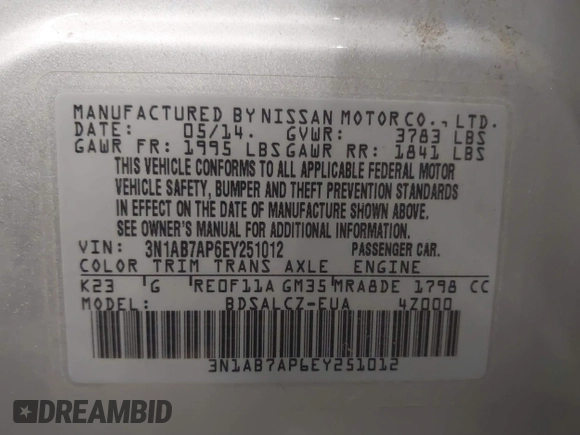 MANUFACTURED BY NISSAN MOTOR CO., LTD.
DATE: 05/14. GVWR: 3783 LBS
GAWR FR: 1995 LBS GAWR RR: 1841 LBS
THIS VEHICLE CONFORMS TO ALL APPLICABLE FEDERAL MOTOR
VEHICLE SAFETY, BUMPER AND THEFT PREVENTION STANDARDS
IN EFFECT ON THE DATE OF MANUFACTURE SHOWN ABOVE.
SEE OWNER'S MANUAL FOR ADDITIONAL INFORMATION.
VIN: 3N1AB7AP6EY251012 PASSENGER CAR.
COLOR TRIM TRANS AXLE ENGINE
K23 G RE0F11A GM35 MRA8DE 1798 CC
MODEL: BDSALCZ-EUA 4Z000
3N1AB7AP6EY251012
DREAMBID